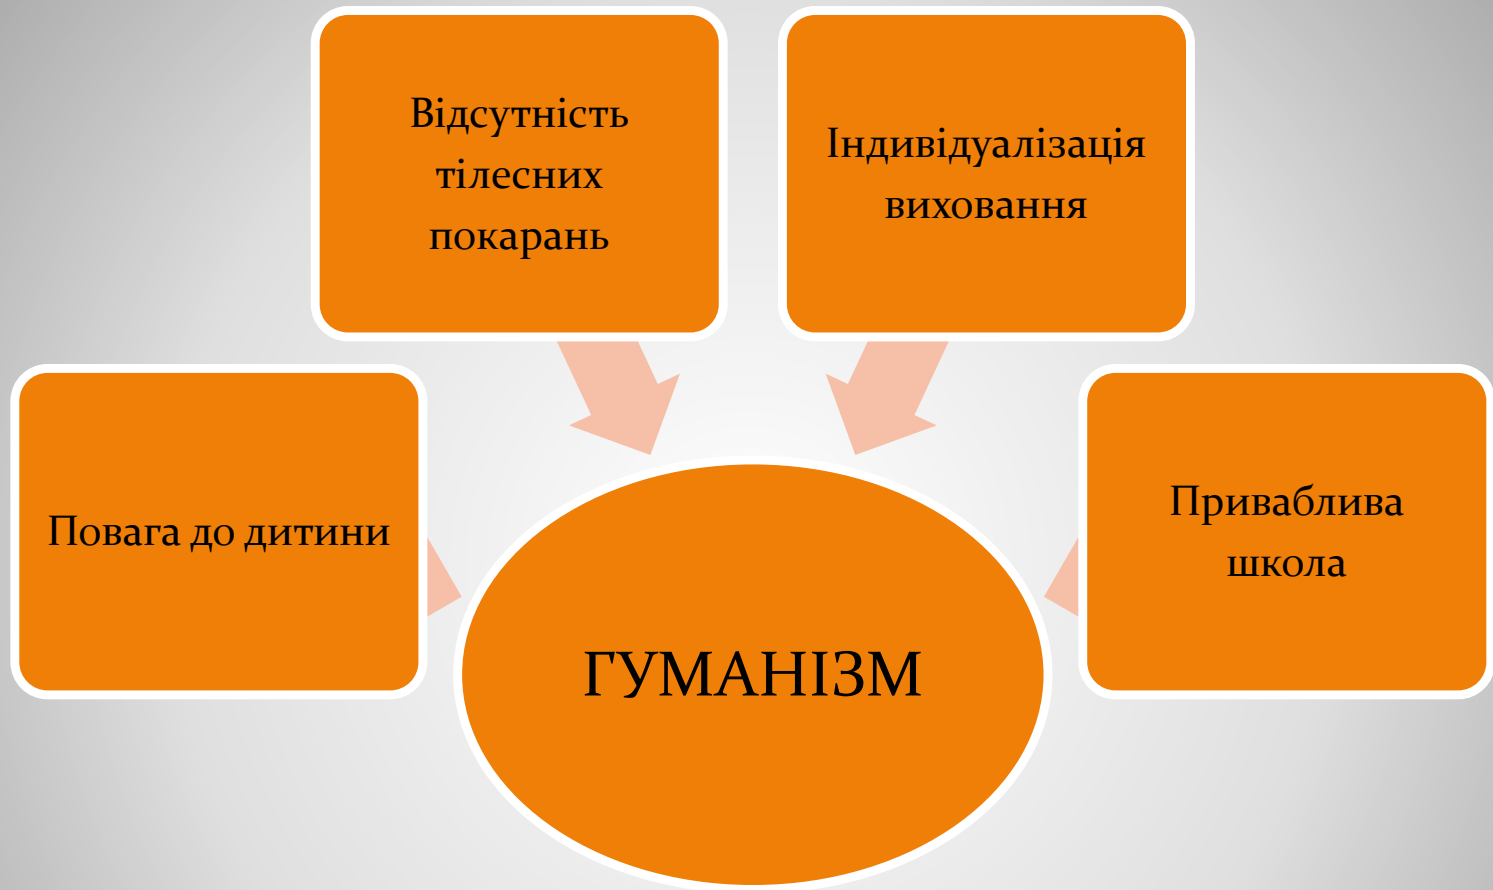 Відсутність
тілесних
покарань
Індивідуалізація
виховання
Повага до дитини
Приваблива
школа
ГУМАНІЗМ